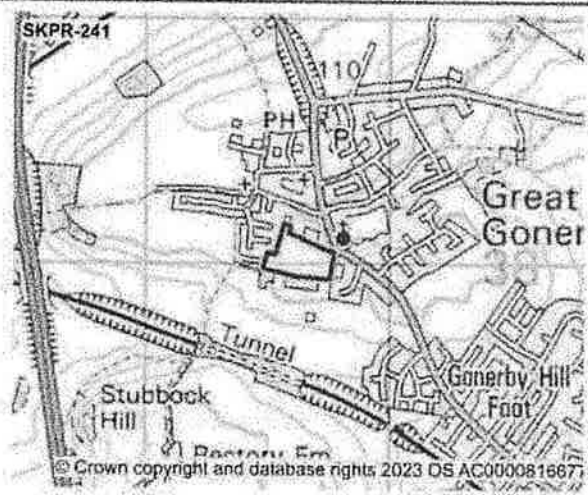 SKPR-241
110
PH
P
Great
Goner
Tunnel
Gonerby Hill
Foot
Stubbock
Hill
© Crown copyright and database rights 2023 OS AC000081667